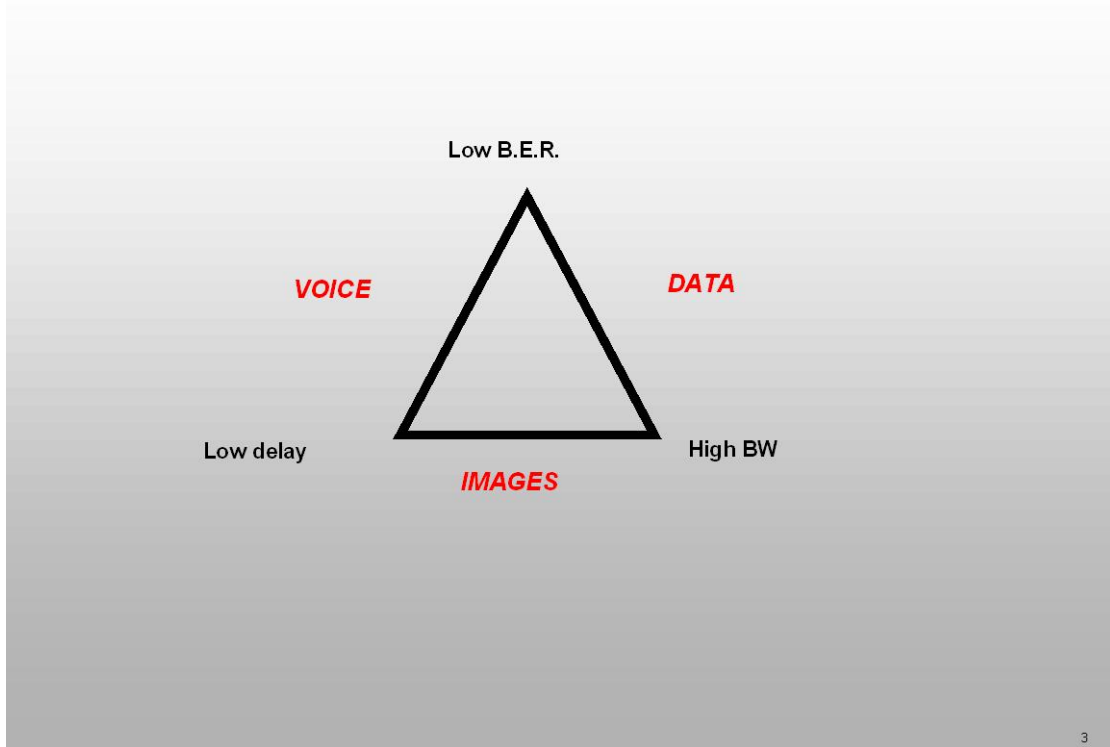 Low B.E.R.
VOICE
DATA
Low delay
High BW
IMAGES
3